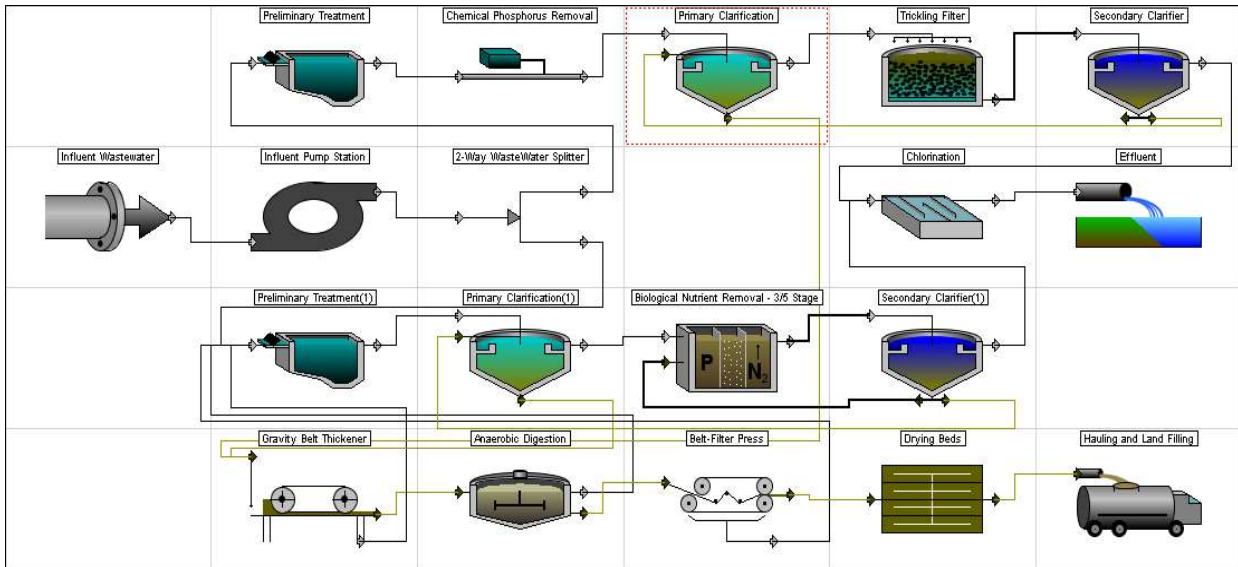 Preliminary Treatment
Chemical Phosphorus Removal
Primary Clarification
Trickling Filter
Secondary Clarifier
Influent Wastewater
Influent Pump Station
2-Way WasteWater Splitter
Chlorination
Effluent
Preliminary Treatment(1)
Primary Clarification(1)
Biological Nutrient Removal - 3/5 Stage
Secondary Clarifier(1)
P
N2
Gravity Belt Thickener
Anaerobic Digestion
Belt-Filter Press
Drying Beds
Hauling and Land Filling